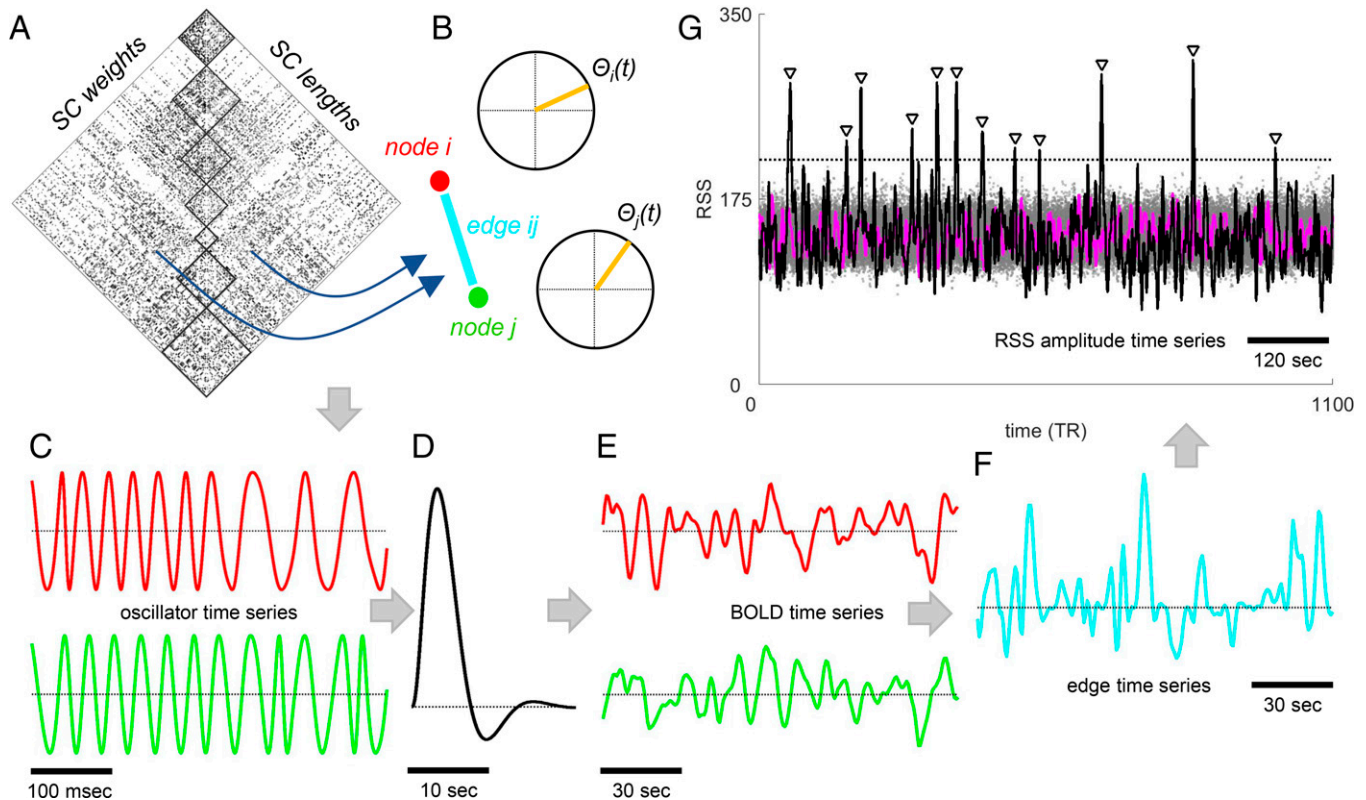 A
SC weights
SC lengths
B
Θi(t)
node i
edge ij
Θj(t)
node j
G
350
RSS
175
RSS amplitude time series
120 sec
0
0
1100
time (TR)
C
oscillator time series
100 msec
D
10 sec
E
BOLD time series
30 sec
F
edge time series
30 sec